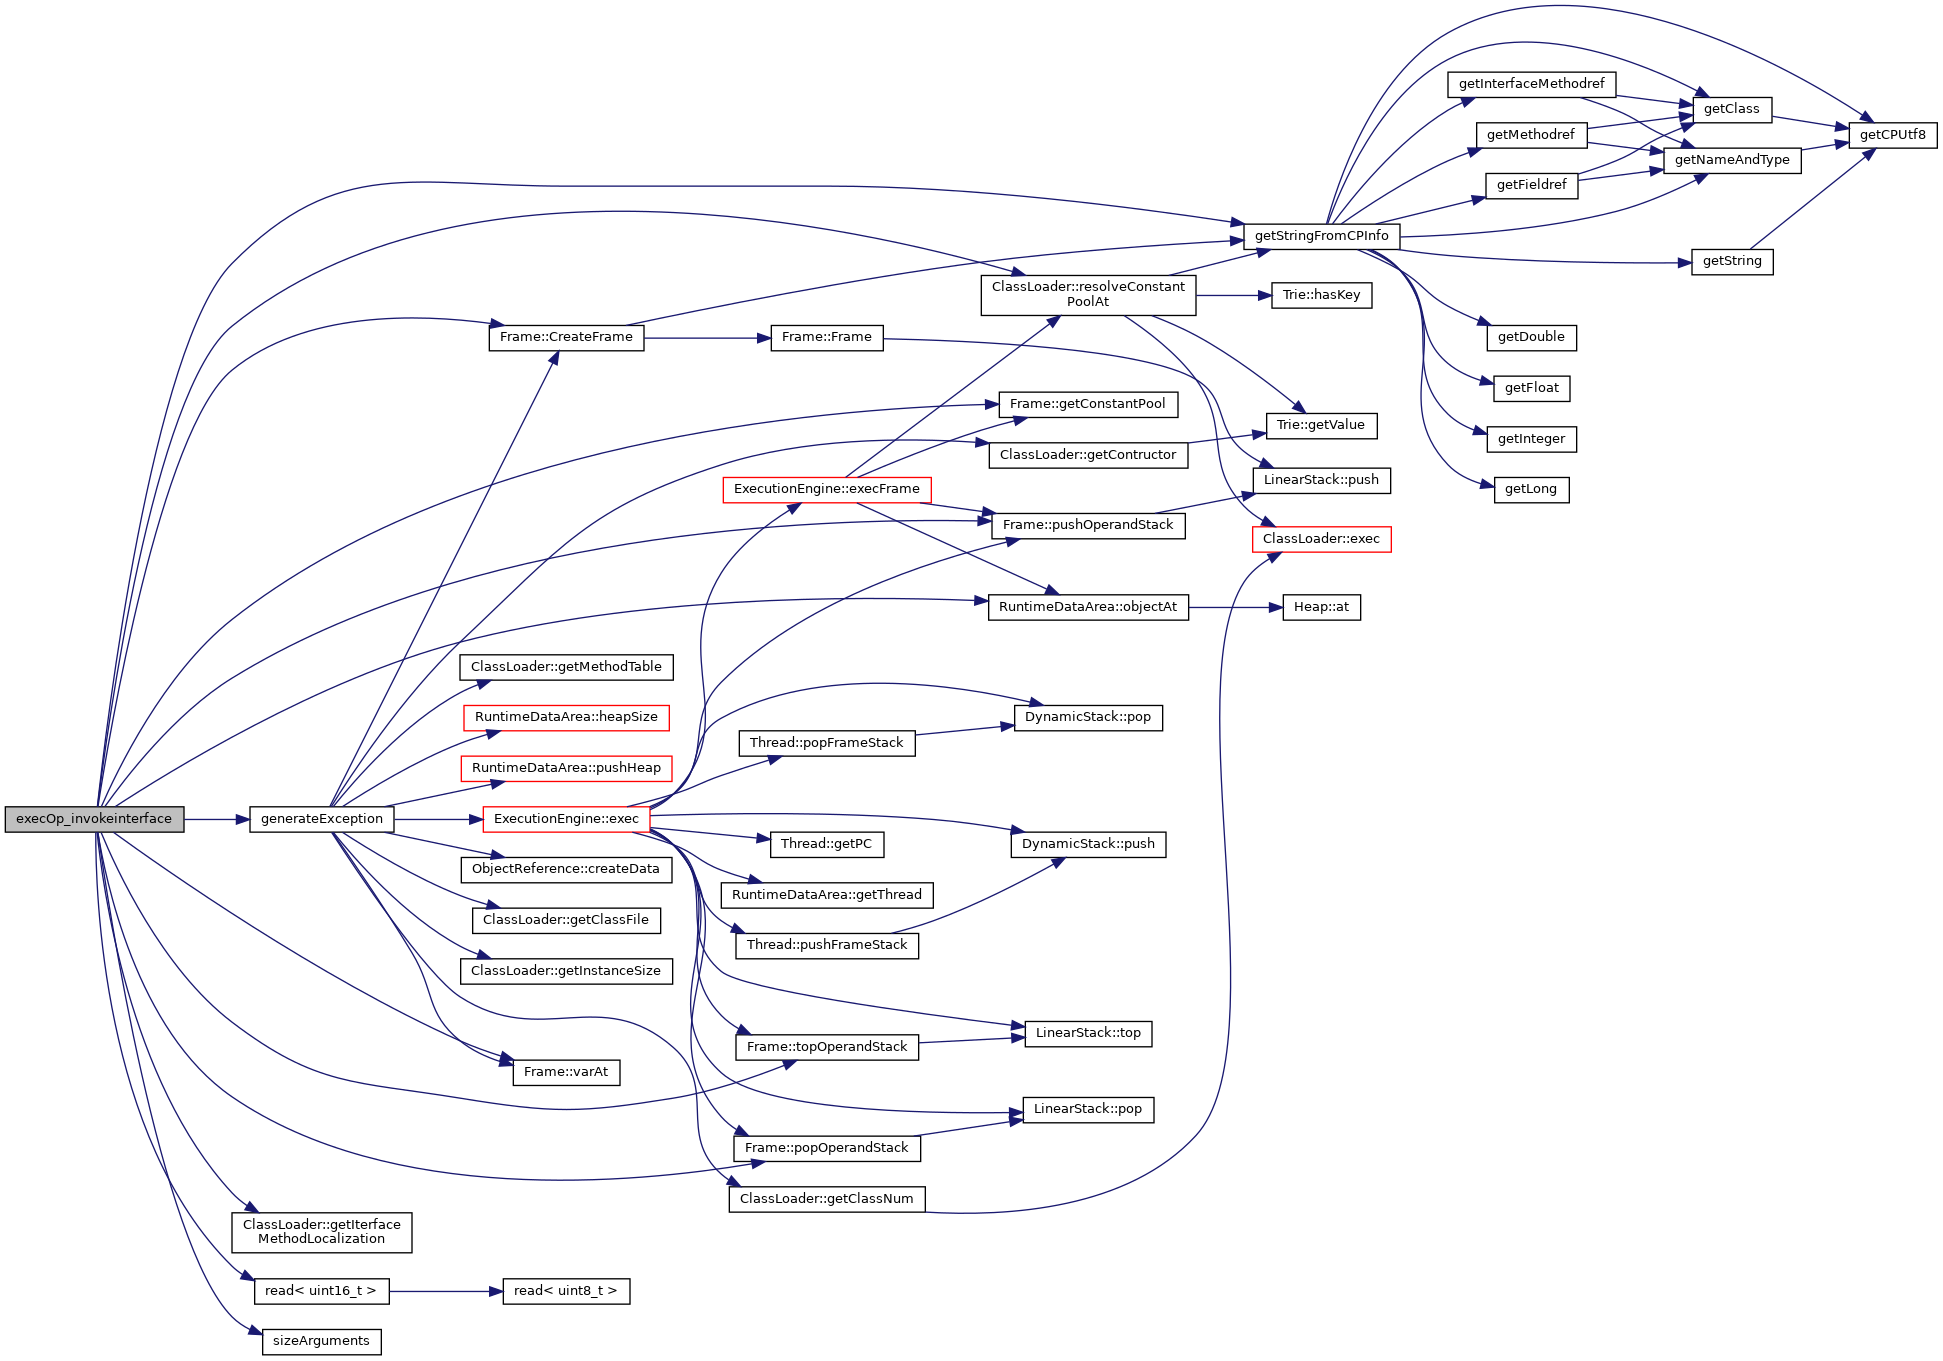 getInterfaceMethodref
getClass
getMethodref
getCPUtf8
getNameAndType
getFieldref
getStringFromCPInfo
getString
ClassLoader::resolveConstant
PoolAt
Trie::hasKey
Frame::CreateFrame
Frame::Frame
getDouble
getFloat
Frame::getConstantPool
Trie::getValue
getInteger
ClassLoader::getContructor
LinearStack::push
ExecutionEngine::execFrame
getLong
Frame::pushOperandStack
ClassLoader::exec
RuntimeDataArea::objectAt
Heap::at
ClassLoader::getMethodTable
RuntimeDataArea::heapSize
DynamicStack::pop
Thread::popFrameStack
RuntimeDataArea::pushHeap
execOp_invokeinterface
generateException
ExecutionEngine::exec
Thread::getPC
DynamicStack::push
ObjectReference::createData
RuntimeDataArea::getThread
ClassLoader::getClassFile
Thread::pushFrameStack
ClassLoader::getInstanceSize
LinearStack::top
Frame::topOperandStack
Frame::varAt
LinearStack::pop
Frame::popOperandStack
ClassLoader::getClassNum
ClassLoader::getIterface
MethodLocalization
read< uint16_t >
read< uint8_t >
sizeArguments